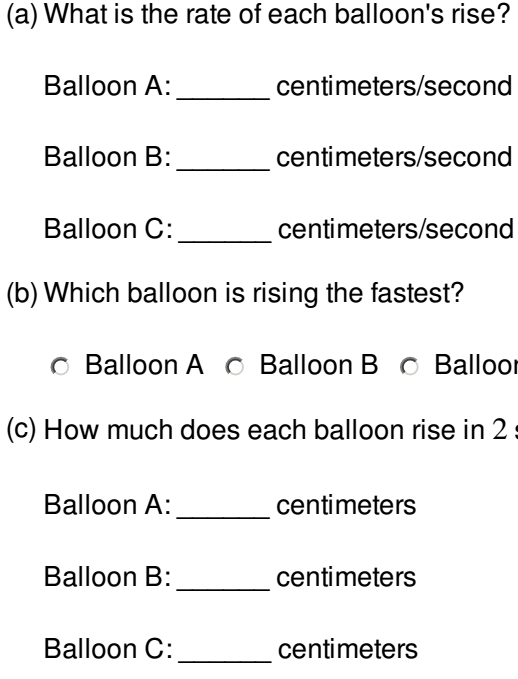 (a) What is the rate of each balloon's rise?
Balloon A: ______ centimeters/second
Balloon B: ______ centimeters/second
Balloon C: ______ centimeters/second
(b) Which balloon is rising the fastest?
Balloon A Balloon B Balloon
(c) How much does each balloon rise in 2 s
Balloon A: ______ centimeters
Balloon B: ______ centimeters
Balloon C: ______ centimeters